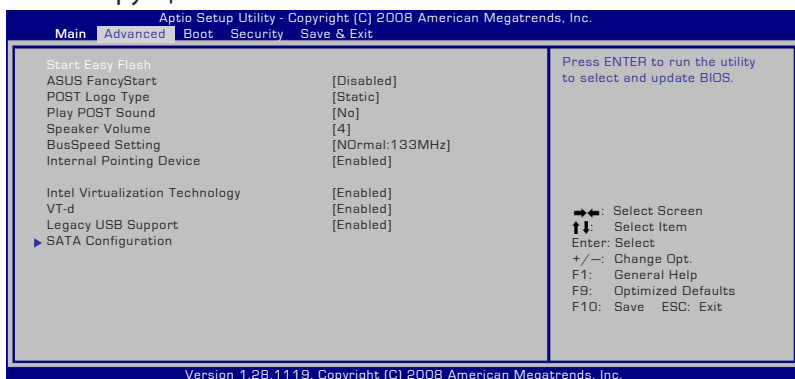 Aptio Setup Utility - Copyright (C) 2008 American Megatrends, Inc.
Main Advanced Boot Security Save & Exit
Start Easy Flash
ASUS FancyStart [Disabled]
POST Logo Type [Static]
Play POST Sound [No]
Speaker Volume [4]
BusSpeed Setting [NOrmal:133MHz]
Internal Pointing Device [Enabled]
Intel Virtualization Technology [Enabled]
VT-d [Enabled]
Legacy USB Support [Enabled]
SATA Configuration
Press ENTER to run the utility
to select and update BIOS.
→←: Select Screen
↑↓: Select Item
Enter: Select
+/—: Change Opt.
F1: General Help
F9: Optimized Defaults
F10: Save ESC: Exit
Version 1.28.1119. Copyright (C) 2008 American Megatrends, Inc.